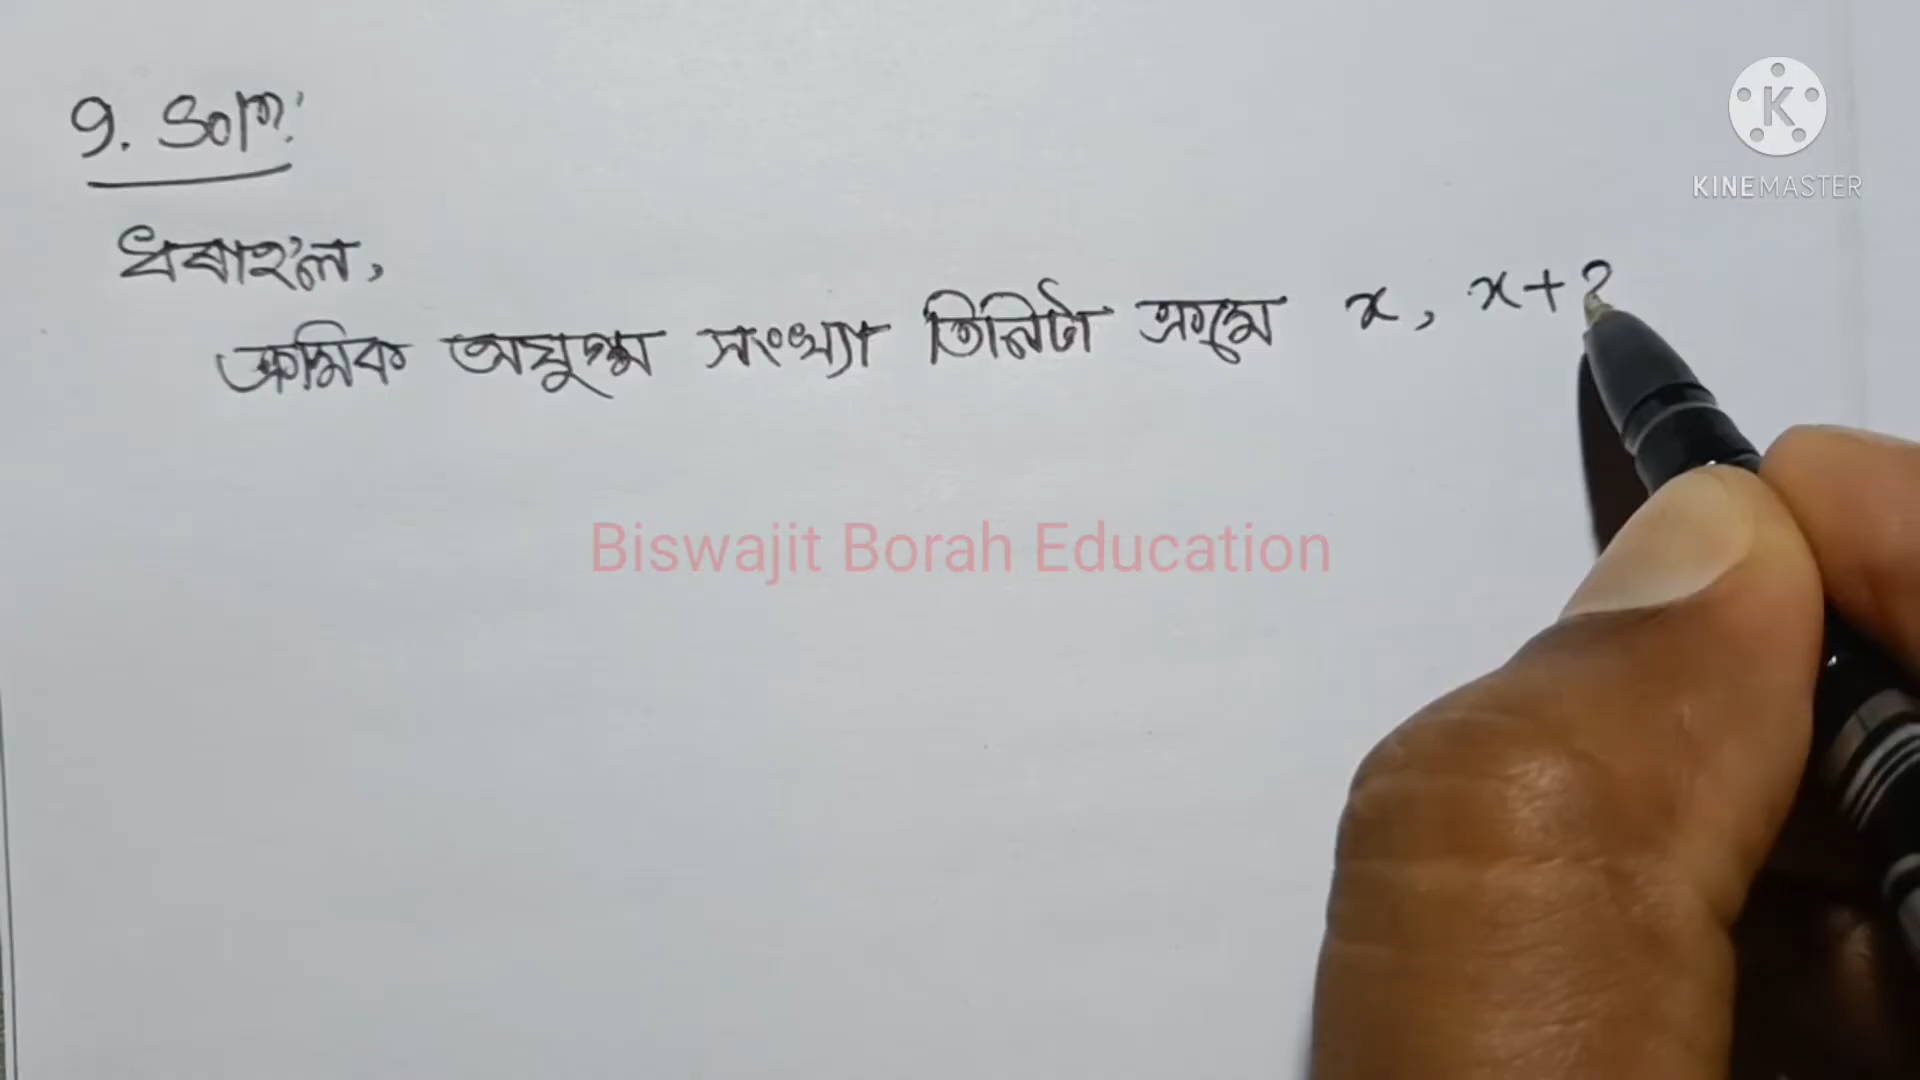 9. Solⁿ:
K
KINEMASTER
ধৰাহ'ল,
ক্ৰমিক অযুগ্ম সংখ্যা তিনিটা ক্ৰমে x, x+2
Biswajit Borah Education